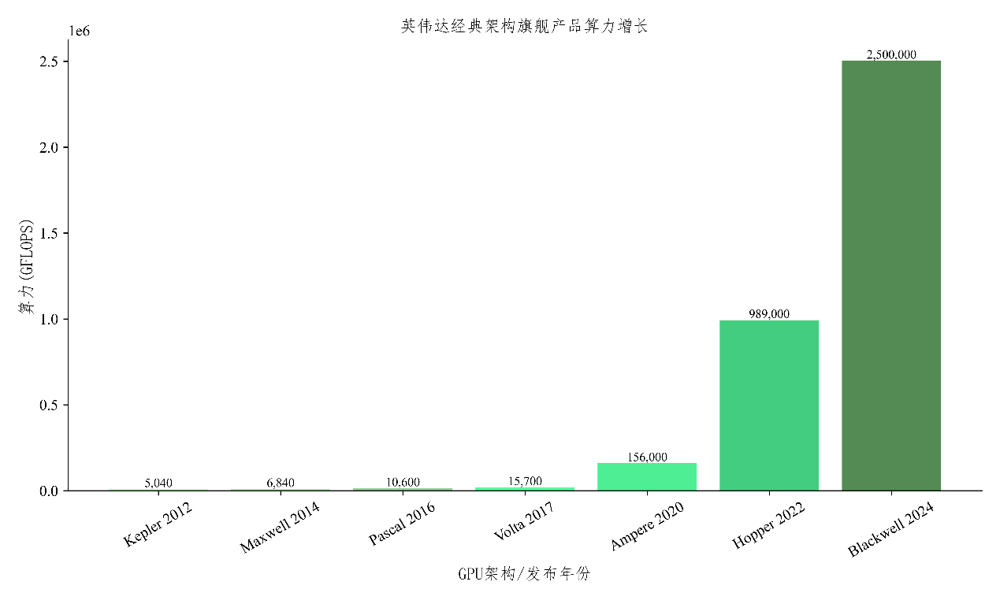 英伟达经典架构旗舰产品算力增长
1e6
2.5
2.0
1.5
1.0
0.5
0.0
算力(GFLOPS)
5,040
6,840
10,600
15,700
156,000
989,000
2,500,000
Kepler 2012
Maxwell 2014
Pascal 2016
Volta 2017
Ampere 2020
Hopper 2022
Blackwell 2024
GPU架构/发布年份